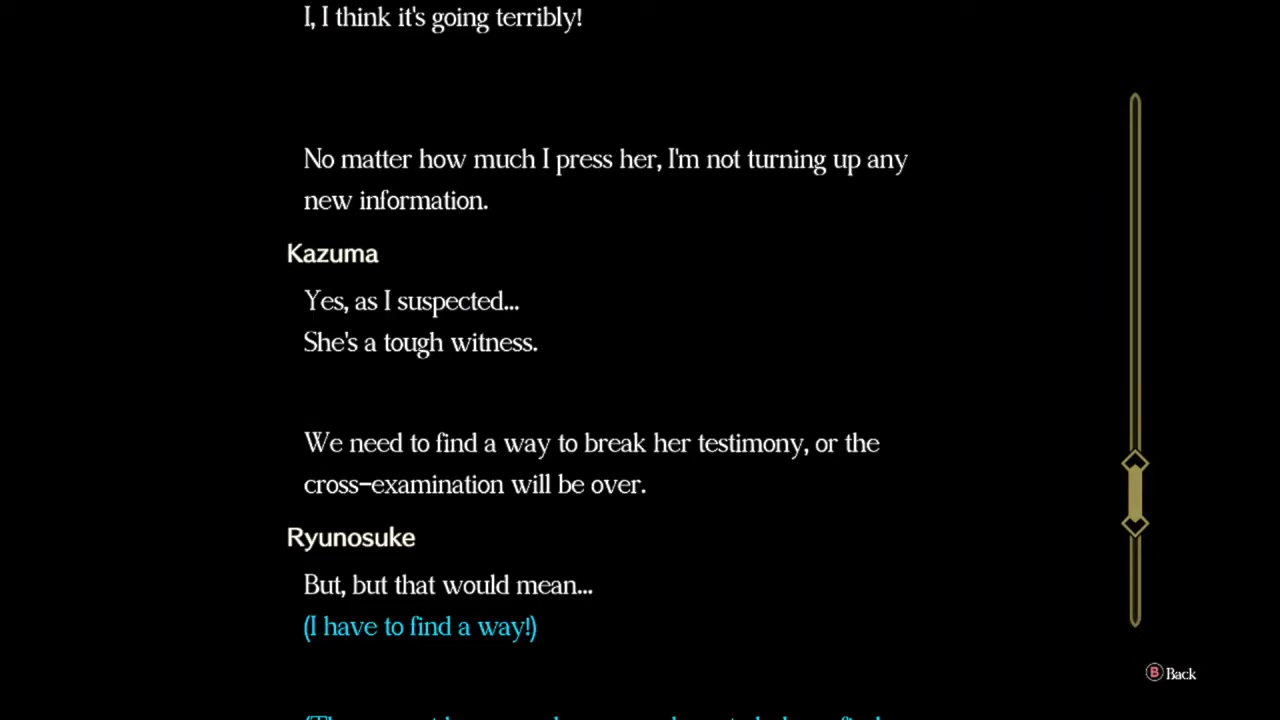 I, I think it's going terribly!
No matter how much I press her, I'm not turning up any
new information.
Kazuma
Yes, as I suspected...
She's a tough witness.
We need to find a way to break her testimony, or the
cross-examination will be over.
Ryunosuke
But, but that would mean...
(I have to find a way!)
B Back